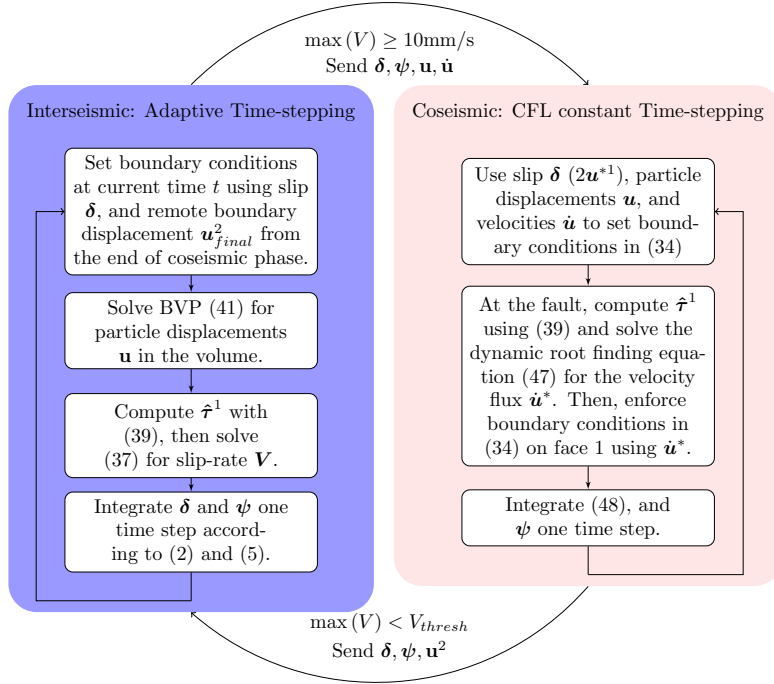 max (V) ≥ 10mm/s
Send δ, ψ, u, u̇
Interseismic: Adaptive Time-stepping
Set boundary conditions
at current time t using slip
δ, and remote boundary
displacement u²_final from
the end of coseismic phase.
Solve BVP (41) for
particle displacements
u in the volume.
Compute τ̂¹ with
(39), then solve
(37) for slip-rate V.
Integrate δ and ψ one
time step accord-
ing to (2) and (5).
Coseismic: CFL constant Time-stepping
Use slip δ (2u*¹), particle
displacements u, and
velocities u̇ to set bound-
ary conditions in (34)
At the fault, compute τ̂¹
using (39) and solve the
dynamic root finding equa-
tion (47) for the velocity
flux u̇*. Then, enforce
boundary conditions in
(34) on face 1 using u̇*.
Integrate (48), and
ψ one time step.
max (V) < V_thresh
Send δ, ψ, u²